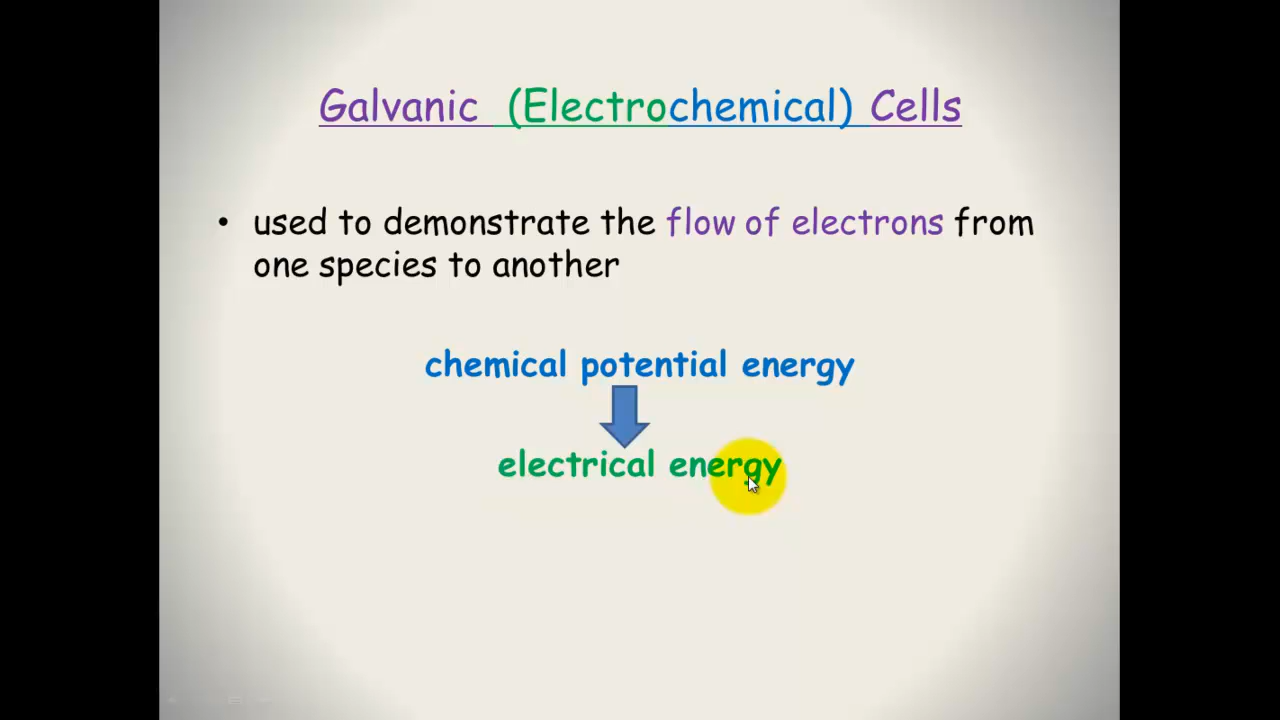 Galvanic (Electrochemical) Cells
• used to demonstrate the flow of electrons from
one species to another
chemical potential energy
electrical energy